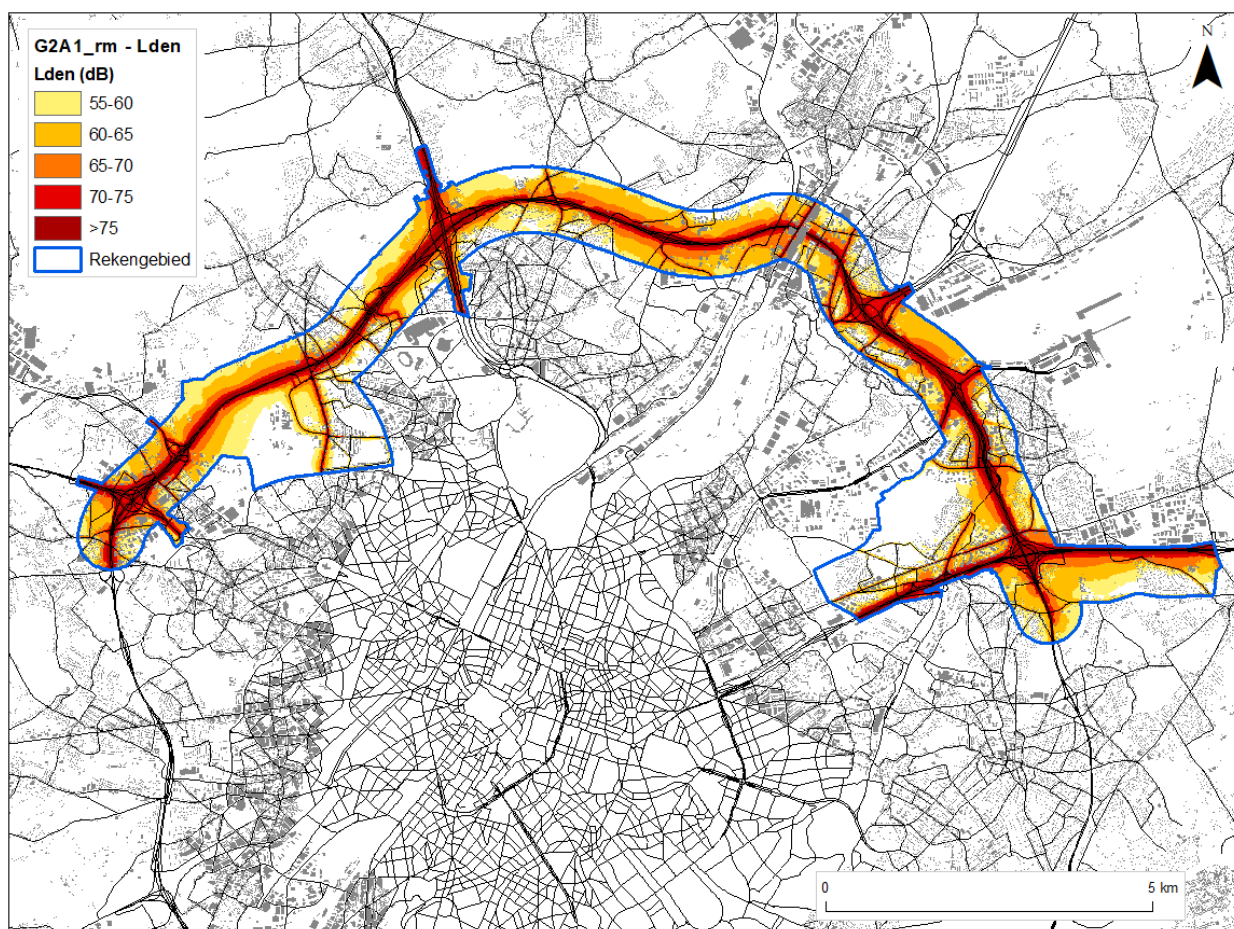 G2A1_rm - Lden
Lden (dB)
55-60
60-65
65-70
70-75
>75
Rekengebied
N
0 5 km